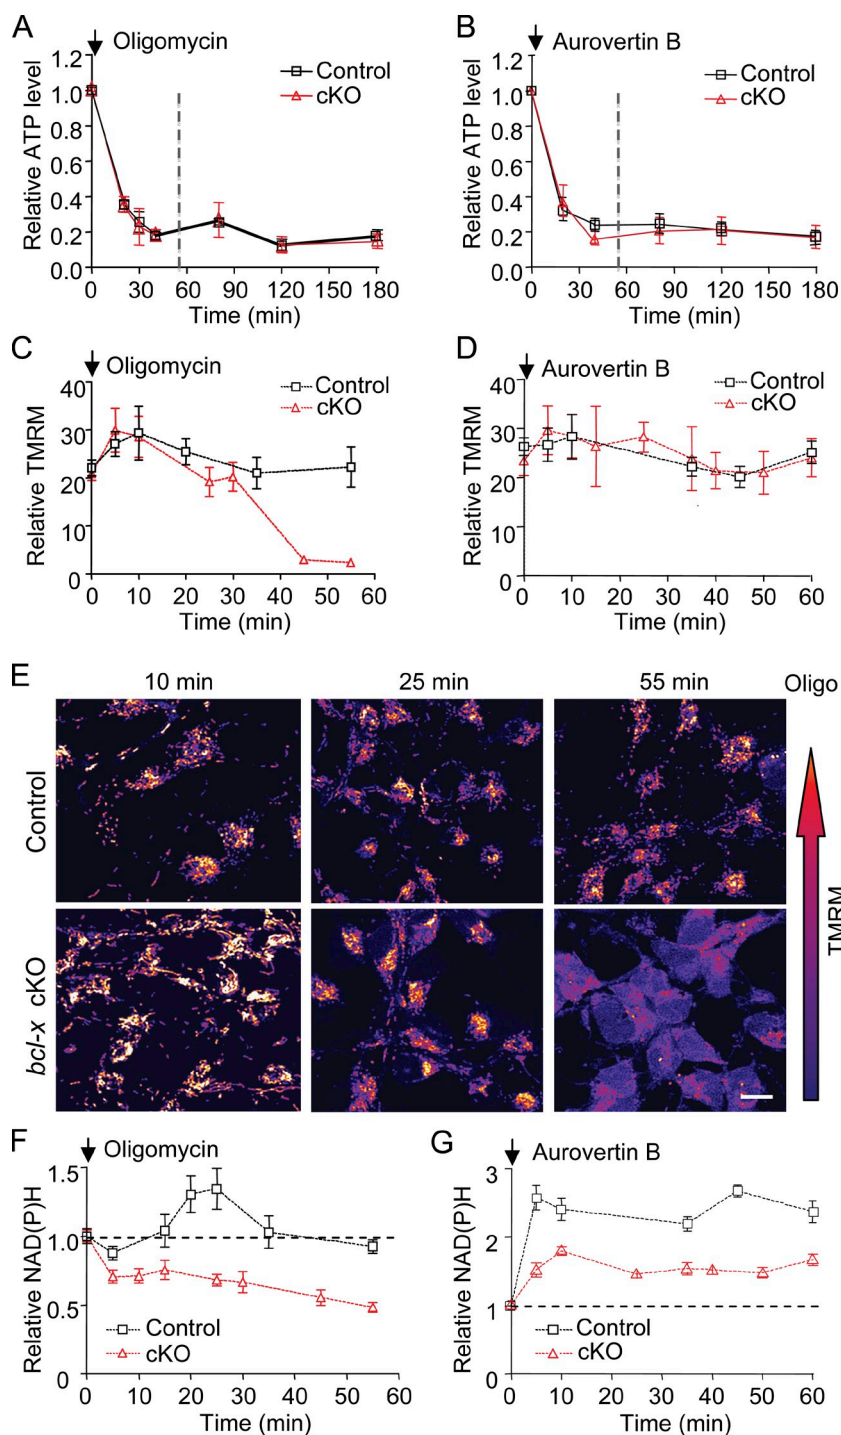 A
Oligomycin
Relative ATP level
1.2
1.0
0.8
0.6
0.4
0.2
0.0
Control
cKO
0 30 60 90 120 150 180
Time (min)
B
Aurovertin B
Relative ATP level
1.2
1.0
0.8
0.6
0.4
0.2
0.0
Control
cKO
0 30 60 90 120 150 180
Time (min)
C
Oligomycin
Relative TMRM
40
30
20
10
0
Control
cKO
0 10 20 30 40 50 60
Time (min)
D
Aurovertin B
Relative TMRM
40
30
20
10
0
Control
cKO
0 10 20 30 40 50 60
Time (min)
E
10 min 25 min 55 min Oligo
Control
bcl-x cKO
TMRM
F
Oligomycin
Relative NAD(P)H
1.5
1.0
0.5
0
Control
cKO
0 10 20 30 40 50 60
Time (min)
G
Aurovertin B
Relative NAD(P)H
3
2
1
0
Control
cKO
0 10 20 30 40 50 60
Time (min)